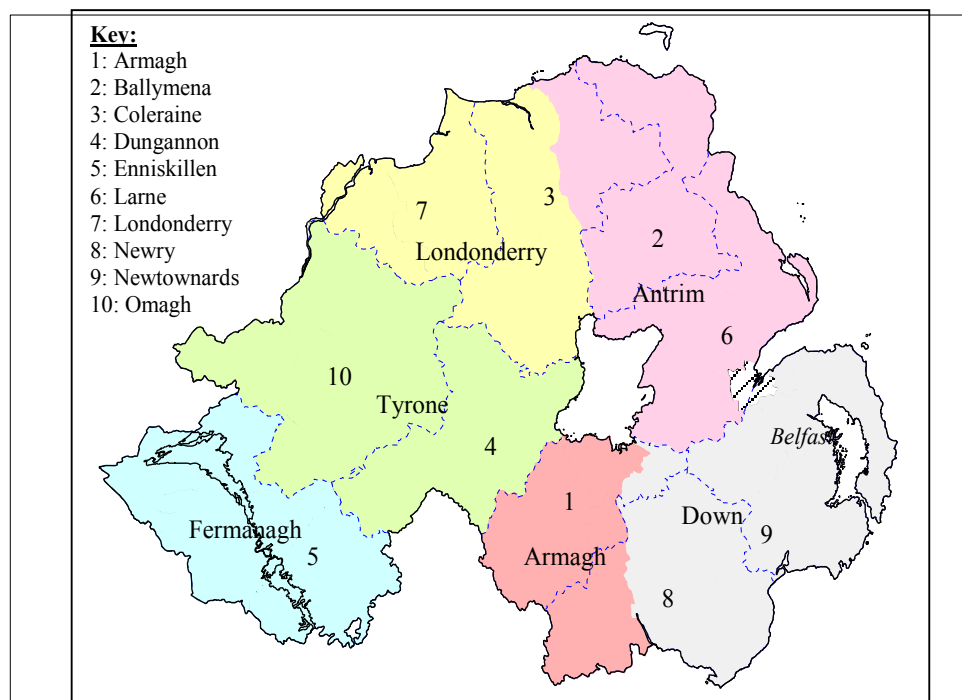 Key:
1: Armagh
2: Ballymena
3: Coleraine
4: Dungannon
5: Enniskillen
6: Larne
7: Londonderry
8: Newry
9: Newtownards
10: Omagh
3
7
2
Londonderry
Antrim
6
10
Tyrone
4
Belfast
1
Down
Fermanagh
9
5
Armagh
8